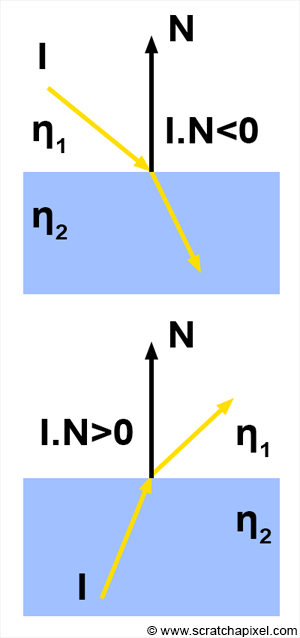 N
I
η₁
I.N<0
η₂
N
I.N>0
η₁
η₂
I
© www.scratchapixel.com